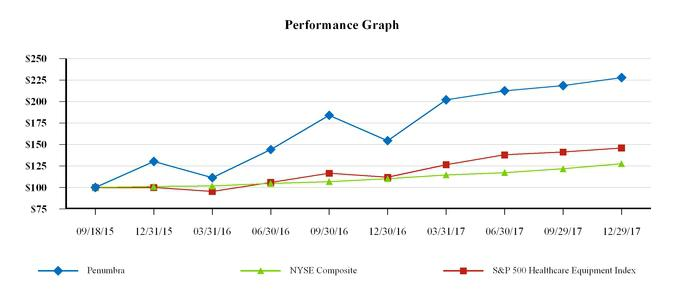 Performance Graph
$250
$225
$200
$175
$150
$125
$100
$75
09/18/15 12/31/15 03/31/16 06/30/16 09/30/16 12/30/16 03/31/17 06/30/17 09/29/17 12/29/17
Penumbra NYSE Composite S&P 500 Healthcare Equipment Index